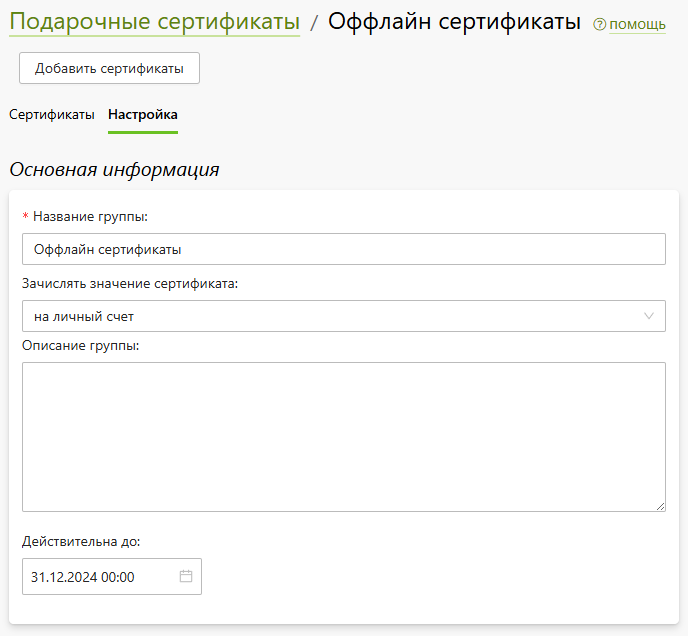 Подарочные сертификаты / Оффлайн сертификаты ? помощь
Добавить сертификаты
Сертификаты Настройка
Основная информация
* Название группы:
Оффлайн сертификаты
Зачислять значение сертификата:
на личный счет
Описание группы:
Действительна до:
31.12.2024 00:00